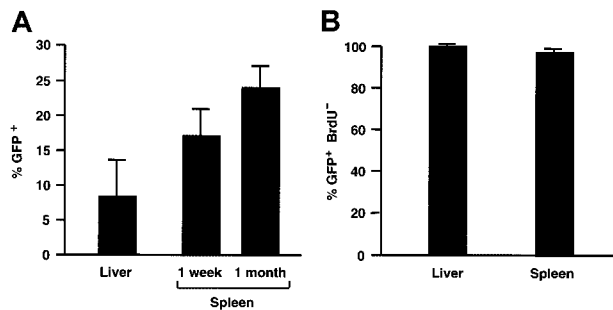 A
% GFP +
30
25
20
15
10
5
0
Liver
1 week
1 month
Spleen
B
% GFP+ BrdU−
100
80
60
40
20
0
Liver
Spleen